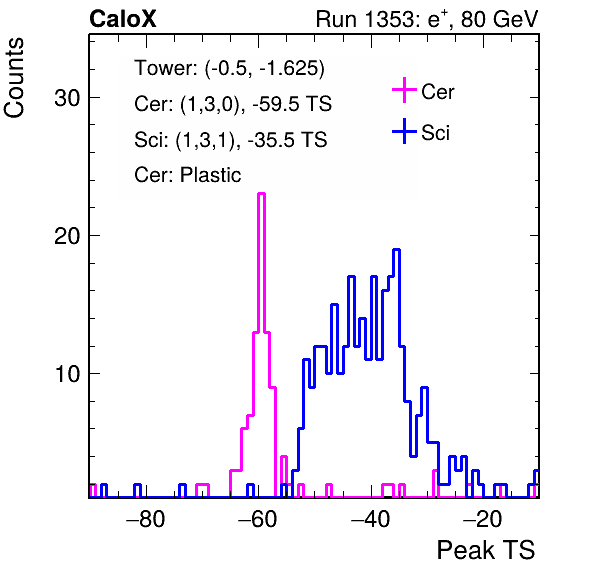 CaloX Run 1353: e⁺, 80 GeV
Counts
Tower: (-0.5, -1.625)
Cer: (1,3,0), -59.5 TS
Sci: (1,3,1), -35.5 TS
Cer: Plastic
Cer
Sci
30
20
10
−80 −60 −40 −20
Peak TS